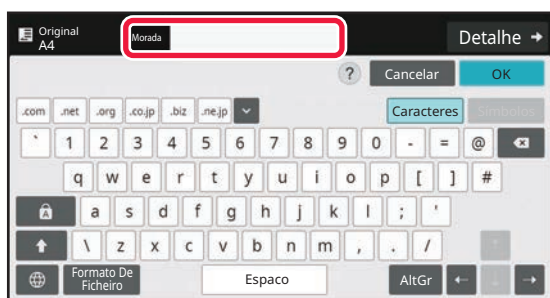 Original
A4
Morada
Detalhe
?
Cancelar
OK
.com .net .org .co.jp .biz .ne.jp
Caracteres
Símbolos
` 1 2 3 4 5 6 7 8 9 0 - = @
q w e r t y u i o p [ ] #
A a s d f g h j k l ; '
\ z x c v b n m , . /
Formato De
Ficheiro
Espaco
AltGr